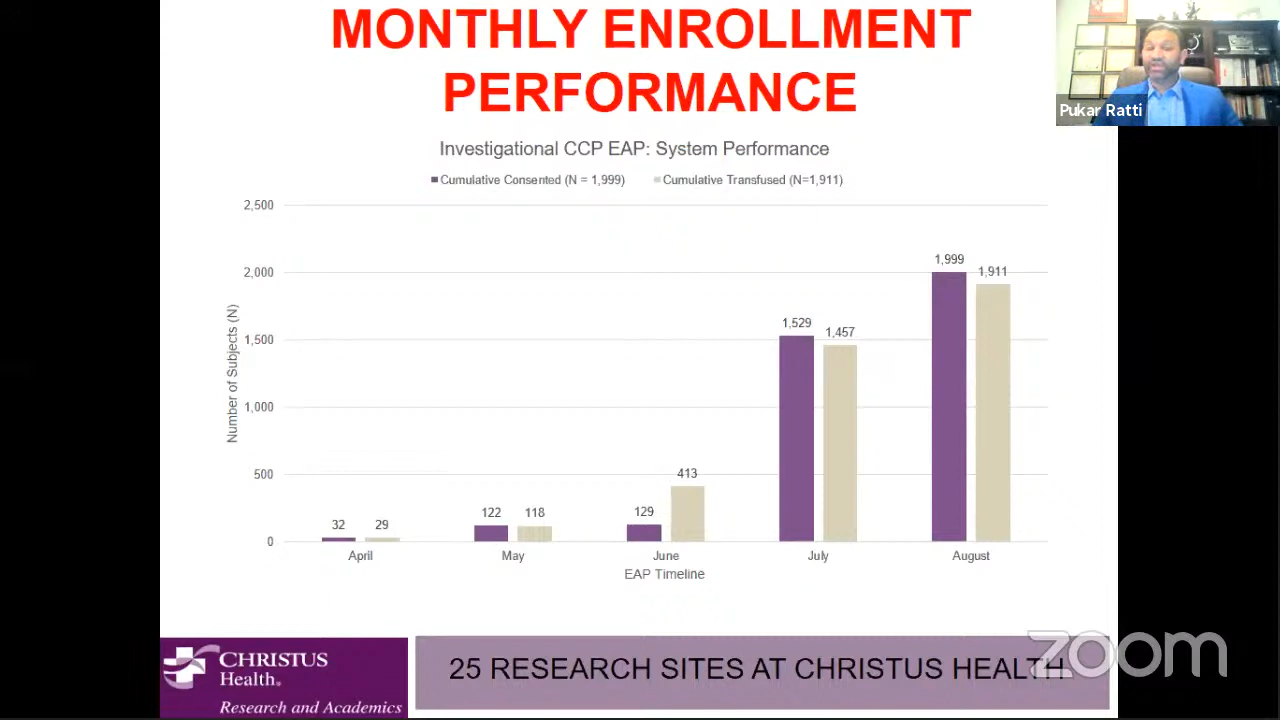 MONTHLY ENROLLMENT
PERFORMANCE
Pukar Ratti
Investigational CCP EAP: System Performance
Cumulative Consented (N = 1,999) Cumulative Transfused (N=1,911)
2,500
2,000
1,500
1,000
500
0
Number of Subjects (N)
32 29
122 118
129 413
1,529 1,457
1,999 1,911
April May June July August
EAP Timeline
CHRISTUS
Health.
Research and Academics
25 RESEARCH SITES AT CHRISTUS HEALTH
zoom